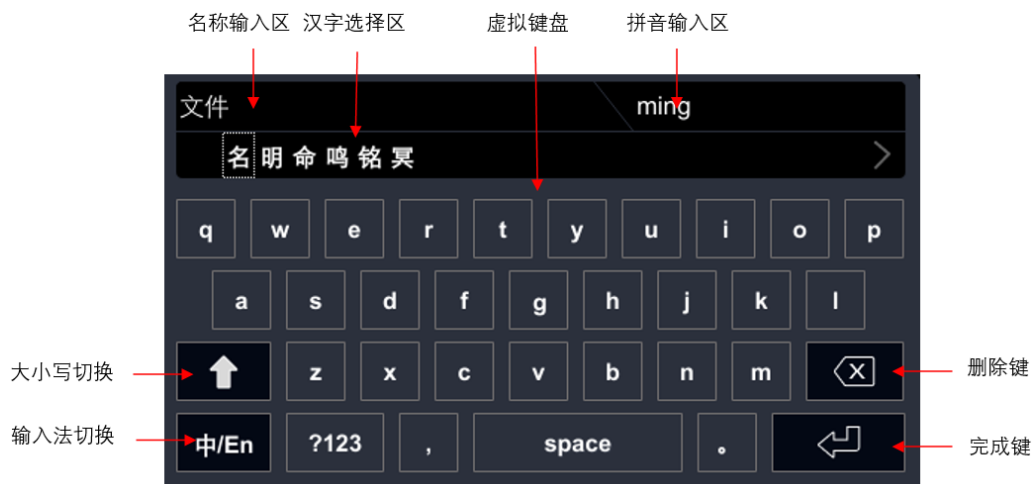 名称输入区 汉字选择区 虚拟键盘 拼音输入区
文件 ming
名 明 命 鸣 铭 冥
q w e r t y u i o p
a s d f g h j k l
大小写切换 z x c v b n m 删除键
输入法切换 中/En ?123 , space 。 完成键